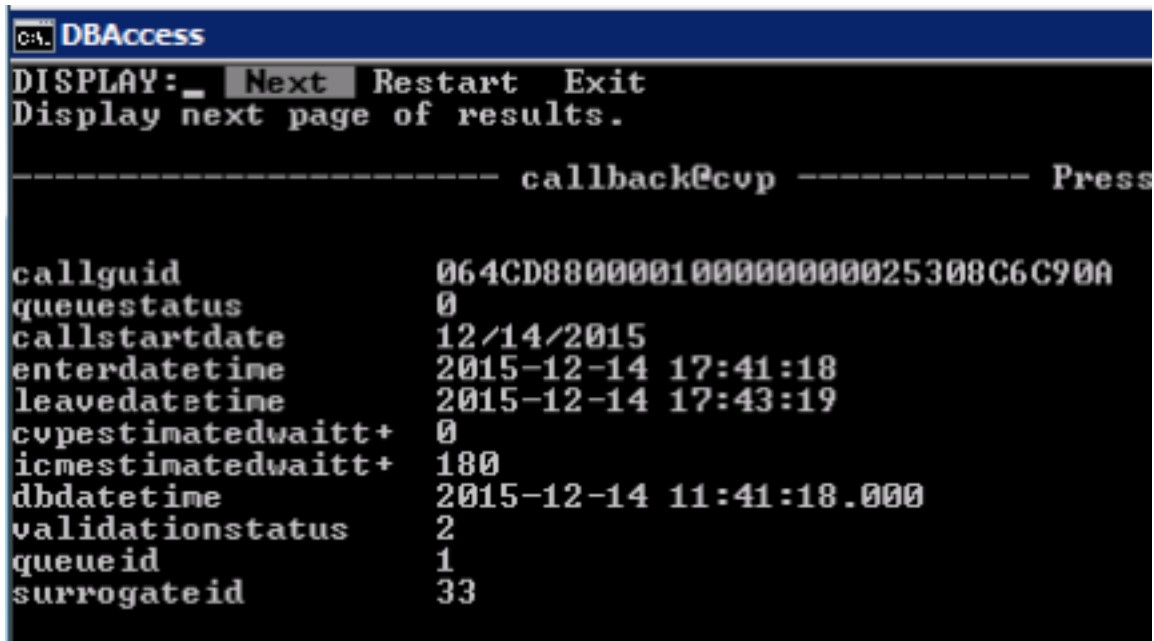 C:\. DBAccess
DISPLAY:_ Next Restart Exit
Display next page of results.
----------------------- callback@cvp ----------- Press
callguid 064CD88000010000000025308C6C90A
queuestatus 0
callstartdate 12/14/2015
enterdatetime 2015-12-14 17:41:18
leavedatetime 2015-12-14 17:43:19
cvpestimatedwaitt+ 0
icmestimatedwaitt+ 180
dbdatetime 2015-12-14 11:41:18.000
validationstatus 2
queueid 1
surrogateid 33